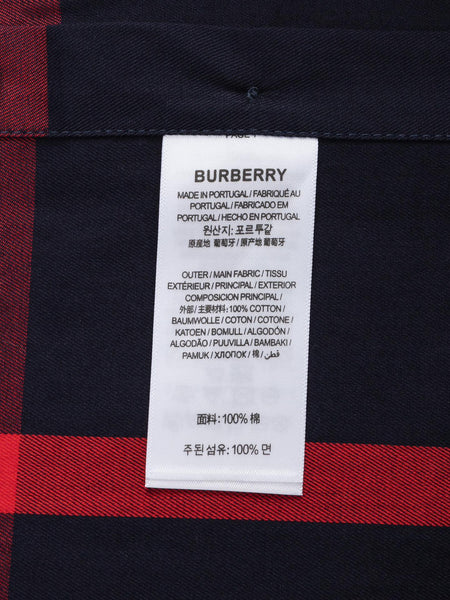 BURBERRY
MADE IN PORTUGAL / FABRIQUÉ AU
PORTUGAL / FABRICADO EM
PORTUGAL / HECHO EN PORTUGAL
원산지: 포르투갈
原産地 葡萄牙 / 原产地 葡萄牙
OUTER / MAIN FABRIC / TISSU
EXTÉRIEUR / PRINCIPAL / EXTERIOR
COMPOSICION PRINCIPAL /
外部 / 主要材料: 100% COTTON /
BAUMWOLLE / COTON / COTONE /
KATOEN / BOMULL / ALGODÓN /
ALGODÃO / PUUVILLA / BAMBAKI /
PAMUK / ХЛОПОК / 棉 / قطن
面料: 100% 棉
주된 섬유: 100% 면